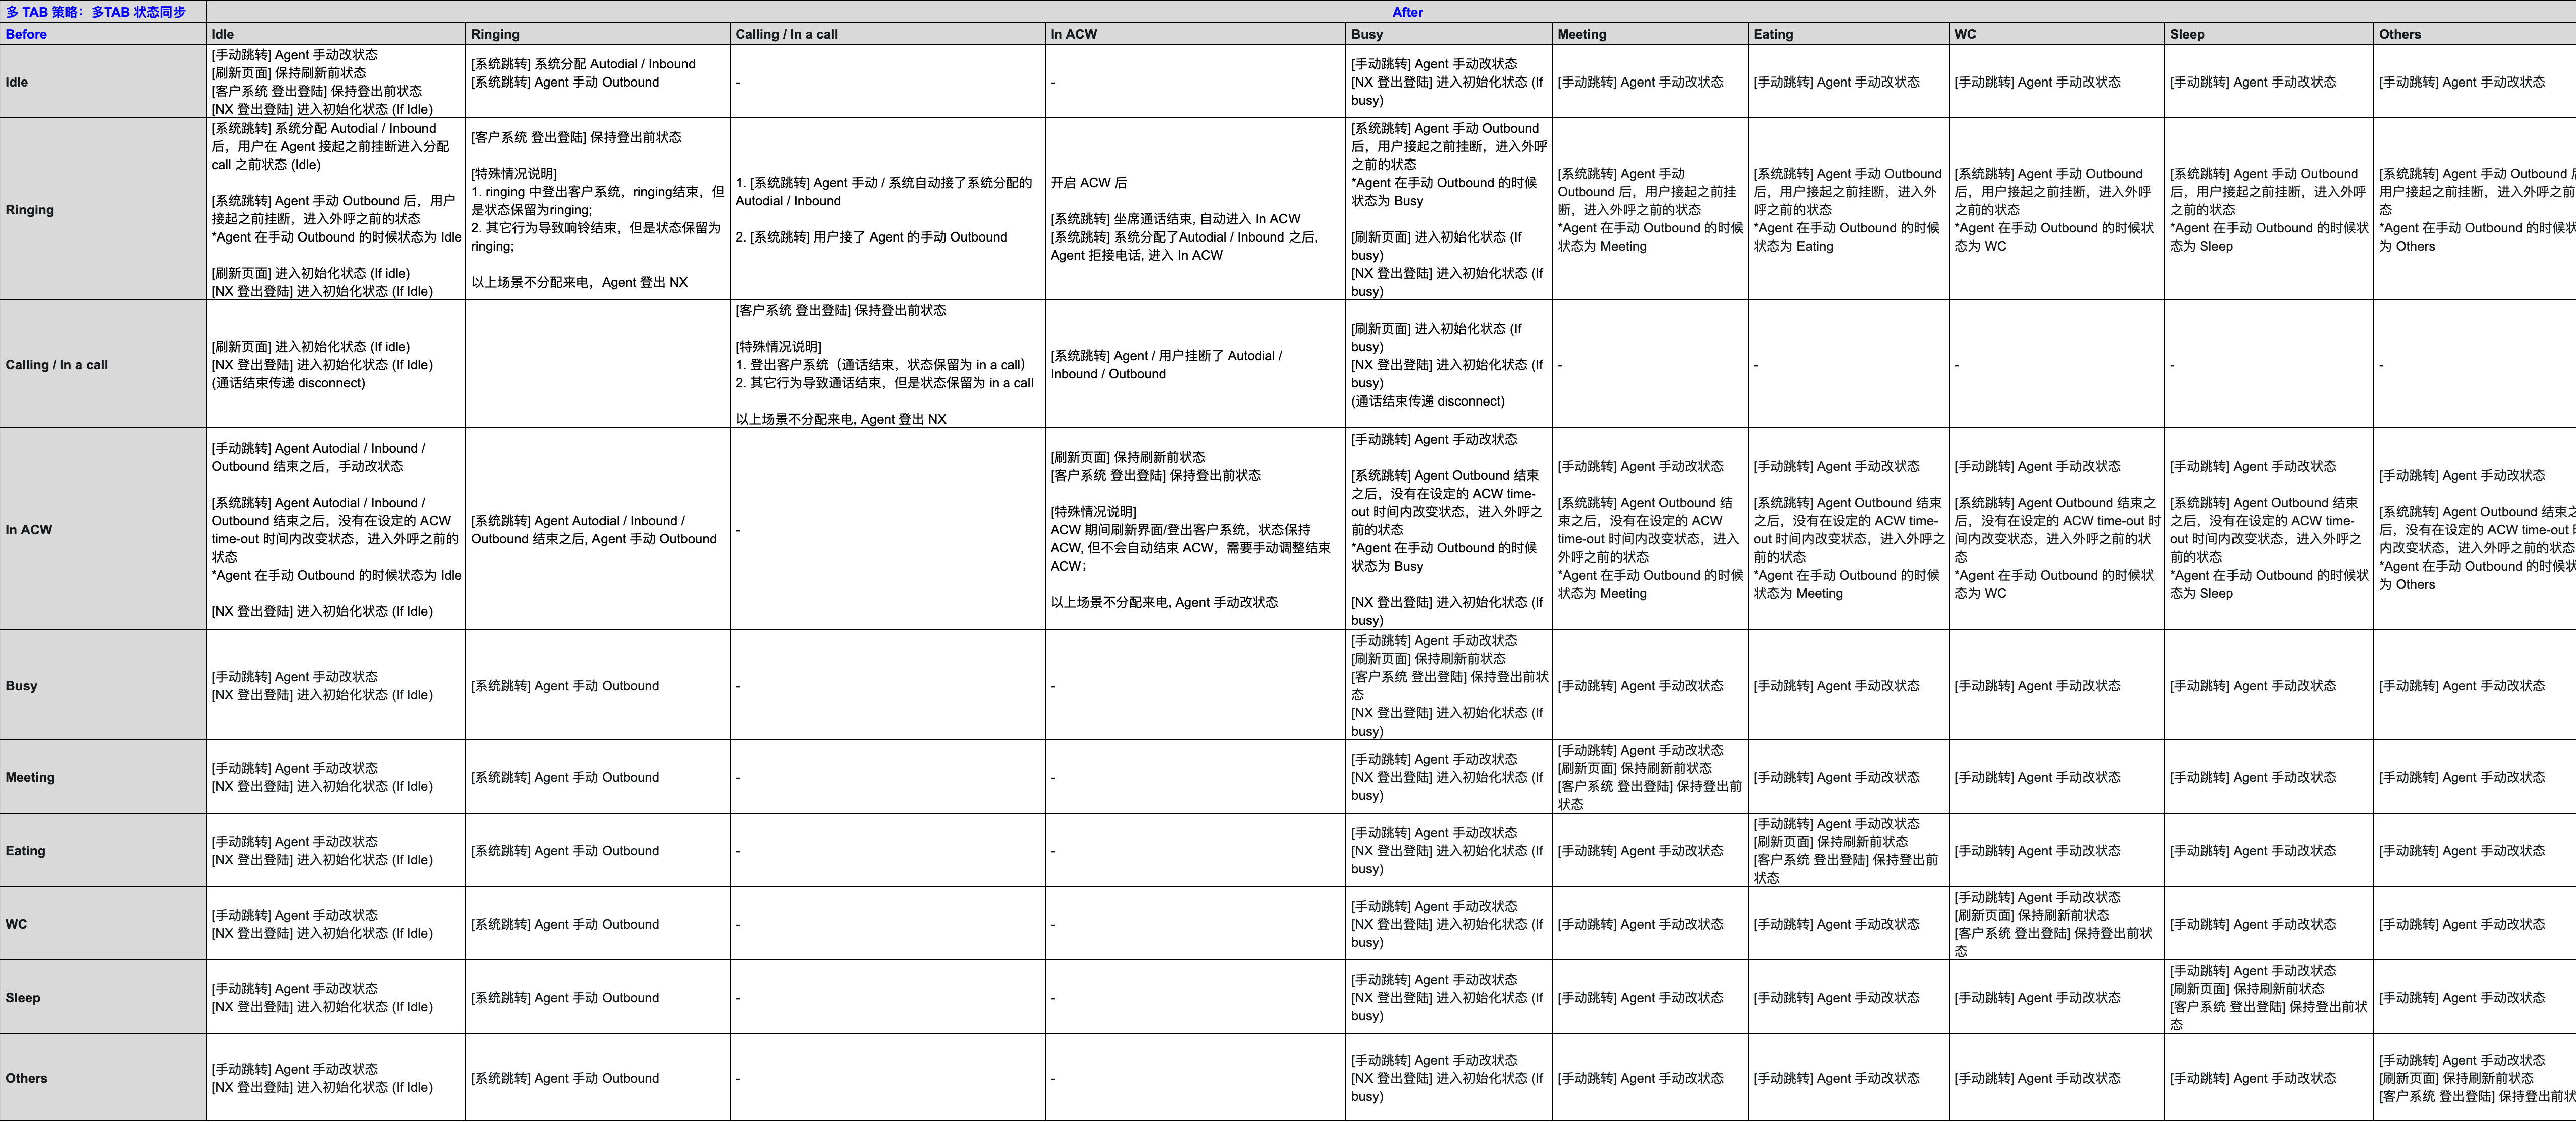 多 TAB 策略：多TAB 状态同步
After
Before
Idle
Ringing
Calling / In a call
In ACW
Busy
Meeting
Eating
WC
Sleep
Others
Idle
[手动跳转] Agent 手动改状态
[刷新页面] 保持刷新前状态
[客户系统 登出登陆] 保持登出前状态
[NX 登出登陆] 进入初始化状态 (If Idle)
[系统跳转] 系统分配 Autodial / Inbound
[系统跳转] Agent 手动 Outbound
-
-
[手动跳转] Agent 手动改状态
[NX 登出登陆] 进入初始化状态 (If
busy)
[手动跳转] Agent 手动改状态
[手动跳转] Agent 手动改状态
[手动跳转] Agent 手动改状态
[手动跳转] Agent 手动改状态
[手动跳转] Agent 手动改状态
Ringing
[系统跳转] 系统分配 Autodial / Inbound
后，用户在 Agent 接起之前挂断进入分配
call 之前状态 (Idle)
[系统跳转] Agent 手动 Outbound 后，用户
接起之前挂断，进入外呼之前的状态
*Agent 在手动 Outbound 的时候状态为 Idle
[刷新页面] 进入初始化状态 (If idle)
[NX 登出登陆] 进入初始化状态 (If Idle)
[客户系统 登出登陆] 保持登出前状态
[特殊情况说明]
1. ringing 中登出客户系统，ringing结束，但
是状态保留为ringing;
2. 其它行为导致响铃结束，但是状态保留为
ringing;
以上场景不分配来电，Agent 登出 NX
1. [系统跳转] Agent 手动 / 系统自动接了系统分配的
Autodial / Inbound
2. [系统跳转] 用户接了 Agent 的手动 Outbound
开启 ACW 后
[系统跳转] 坐席通话结束, 自动进入 In ACW
[系统跳转] 系统分配了Autodial / Inbound 之后,
Agent 拒接电话, 进入 In ACW
[系统跳转] Agent 手动 Outbound
后，用户接起之前挂断，进入外呼
之前的状态
*Agent 在手动 Outbound 的时候
状态为 Busy
[刷新页面] 进入初始化状态 (If
busy)
[NX 登出登陆] 进入初始化状态 (If
busy)
[系统跳转] Agent 手动
Outbound 后，用户接起之前挂
断，进入外呼之前的状态
*Agent 在手动 Outbound 的时候
状态为 Meeting
[系统跳转] Agent 手动 Outbound
后，用户接起之前挂断，进入外
呼之前的状态
*Agent 在手动 Outbound 的时候
状态为 Eating
[系统跳转] Agent 手动 Outbound
后，用户接起之前挂断，进入外呼
之前的状态
*Agent 在手动 Outbound 的时候状
态为 WC
[系统跳转] Agent 手动 Outbound
后，用户接起之前挂断，进入外呼
之前的状态
*Agent 在手动 Outbound 的时候状
态为 Sleep
[系统跳转] Agent 手动 Outbound
用户接起之前挂断，进入外呼之前
态
*Agent 在手动 Outbound 的时候状
为 Others
Calling / In a call
[刷新页面] 进入初始化状态 (If idle)
[NX 登出登陆] 进入初始化状态 (If Idle)
(通话结束传递 disconnect)
[客户系统 登出登陆] 保持登出前状态
[特殊情况说明]
1. 登出客户系统（通话结束，状态保留为 in a call）
2. 其它行为导致通话结束，但是状态保留为 in a call
以上场景不分配来电, Agent 登出 NX
[系统跳转] Agent / 用户挂断了 Autodial /
Inbound / Outbound
[刷新页面] 进入初始化状态 (If
busy)
[NX 登出登陆] 进入初始化状态 (If
busy)
(通话结束传递 disconnect)
-
-
-
-
-
In ACW
[手动跳转] Agent Autodial / Inbound /
Outbound 结束之后，手动改状态
[系统跳转] Agent Autodial / Inbound /
Outbound 结束之后，没有在设定的 ACW
time-out 时间内改变状态，进入外呼之前的
状态
*Agent 在手动 Outbound 的时候状态为 Idle
[NX 登出登陆] 进入初始化状态 (If Idle)
[系统跳转] Agent Autodial / Inbound /
Outbound 结束之后, Agent 手动 Outbound
-
[刷新页面] 保持刷新前状态
[客户系统 登出登陆] 保持登出前状态
[特殊情况说明]
ACW 期间刷新界面/登出客户系统，状态保持
ACW, 但不会自动结束 ACW，需要手动调整结束
ACW；
以上场景不分配来电, Agent 手动改状态
[手动跳转] Agent 手动改状态
[系统跳转] Agent Outbound 结束
之后，没有在设定的 ACW time-
out 时间内改变状态，进入外呼之
前的状态
*Agent 在手动 Outbound 的时候
状态为 Busy
[NX 登出登陆] 进入初始化状态 (If
busy)
[手动跳转] Agent 手动改状态
[系统跳转] Agent Outbound 结
束之后，没有在设定的 ACW
time-out 时间内改变状态，进入
外呼之前的状态
*Agent 在手动 Outbound 的时候
状态为 Meeting
[手动跳转] Agent 手动改状态
[系统跳转] Agent Outbound 结束
之后，没有在设定的 ACW time-
out 时间内改变状态，进入外呼之
前的状态
*Agent 在手动 Outbound 的时候
状态为 Meeting
[手动跳转] Agent 手动改状态
[系统跳转] Agent Outbound 结束之
后，没有在设定的 ACW time-out 时
间内改变状态，进入外呼之前的状
态
*Agent 在手动 Outbound 的时候状
态为 WC
[手动跳转] Agent 手动改状态
[系统跳转] Agent Outbound 结束
之后，没有在设定的 ACW time-
out 时间内改变状态，进入外呼之
前的状态
*Agent 在手动 Outbound 的时候状
态为 Sleep
[手动跳转] Agent 手动改状态
[系统跳转] Agent Outbound 结束之
后，没有在设定的 ACW time-out
内改变状态，进入外呼之前的状态
*Agent 在手动 Outbound 的时候状
为 Others
Busy
[手动跳转] Agent 手动改状态
[NX 登出登陆] 进入初始化状态 (If Idle)
[系统跳转] Agent 手动 Outbound
-
-
[手动跳转] Agent 手动改状态
[刷新页面] 保持刷新前状态
[客户系统 登出登陆] 保持登出前状
态
[NX 登出登陆] 进入初始化状态 (If
busy)
[手动跳转] Agent 手动改状态
[手动跳转] Agent 手动改状态
[手动跳转] Agent 手动改状态
[手动跳转] Agent 手动改状态
[手动跳转] Agent 手动改状态
Meeting
[手动跳转] Agent 手动改状态
[NX 登出登陆] 进入初始化状态 (If Idle)
[系统跳转] Agent 手动 Outbound
-
-
[手动跳转] Agent 手动改状态
[NX 登出登陆] 进入初始化状态 (If
busy)
[手动跳转] Agent 手动改状态
[刷新页面] 保持刷新前状态
[客户系统 登出登陆] 保持登出前
状态
[手动跳转] Agent 手动改状态
[手动跳转] Agent 手动改状态
[手动跳转] Agent 手动改状态
[手动跳转] Agent 手动改状态
Eating
[手动跳转] Agent 手动改状态
[NX 登出登陆] 进入初始化状态 (If Idle)
[系统跳转] Agent 手动 Outbound
-
-
[手动跳转] Agent 手动改状态
[NX 登出登陆] 进入初始化状态 (If
busy)
[手动跳转] Agent 手动改状态
[手动跳转] Agent 手动改状态
[刷新页面] 保持刷新前状态
[客户系统 登出登陆] 保持登出前
状态
[手动跳转] Agent 手动改状态
[手动跳转] Agent 手动改状态
[手动跳转] Agent 手动改状态
WC
[手动跳转] Agent 手动改状态
[NX 登出登陆] 进入初始化状态 (If Idle)
[系统跳转] Agent 手动 Outbound
-
-
[手动跳转] Agent 手动改状态
[NX 登出登陆] 进入初始化状态 (If
busy)
[手动跳转] Agent 手动改状态
[手动跳转] Agent 手动改状态
[手动跳转] Agent 手动改状态
[刷新页面] 保持刷新前状态
[客户系统 登出登陆] 保持登出前状
态
[手动跳转] Agent 手动改状态
[手动跳转] Agent 手动改状态
Sleep
[手动跳转] Agent 手动改状态
[NX 登出登陆] 进入初始化状态 (If Idle)
[系统跳转] Agent 手动 Outbound
-
-
[手动跳转] Agent 手动改状态
[NX 登出登陆] 进入初始化状态 (If
busy)
[手动跳转] Agent 手动改状态
[手动跳转] Agent 手动改状态
[手动跳转] Agent 手动改状态
[手动跳转] Agent 手动改状态
[刷新页面] 保持刷新前状态
[客户系统 登出登陆] 保持登出前状
态
[手动跳转] Agent 手动改状态
Others
[手动跳转] Agent 手动改状态
[NX 登出登陆] 进入初始化状态 (If Idle)
[系统跳转] Agent 手动 Outbound
-
-
[手动跳转] Agent 手动改状态
[NX 登出登陆] 进入初始化状态 (If
busy)
[手动跳转] Agent 手动改状态
[手动跳转] Agent 手动改状态
[手动跳转] Agent 手动改状态
[手动跳转] Agent 手动改状态
[手动跳转] Agent 手动改状态
[刷新页面] 保持刷新前状态
[客户系统 登出登陆] 保持登出前状